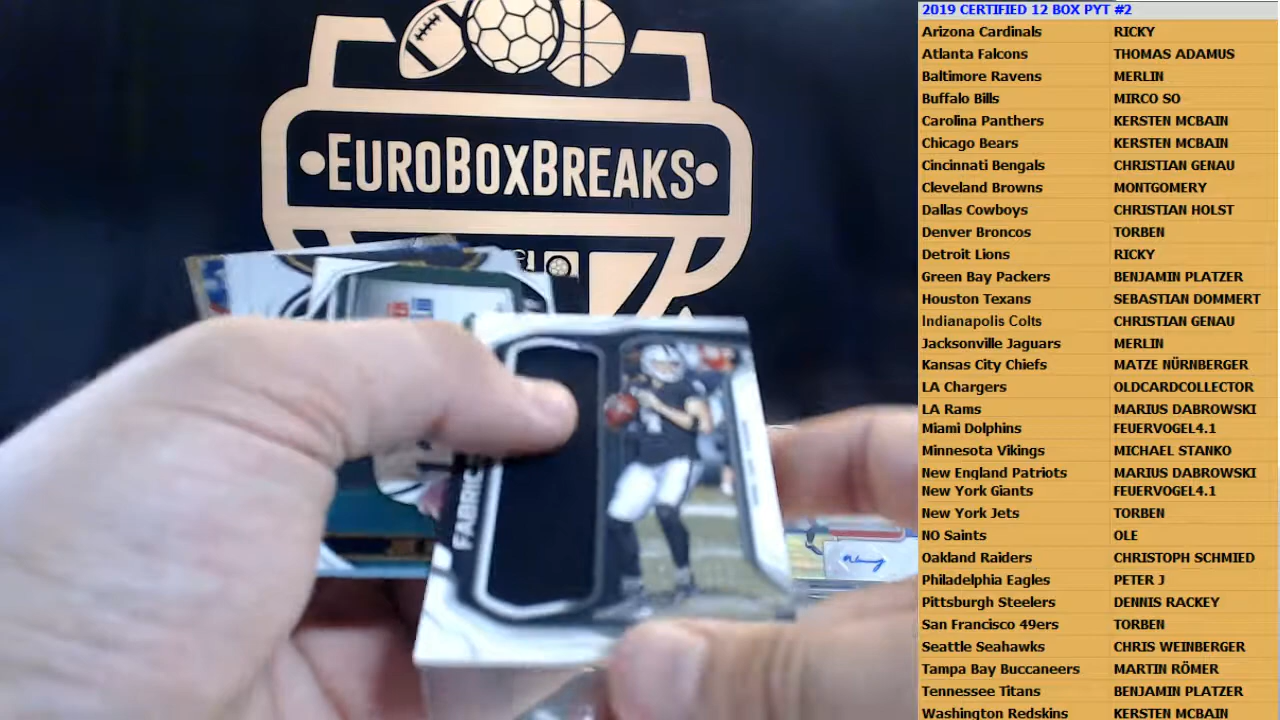 EUROBOXBREAKS
FABRIC
2019 CERTIFIED 12 BOX PYT #2
Arizona Cardinals RICKY
Atlanta Falcons THOMAS ADAMUS
Baltimore Ravens MERLIN
Buffalo Bills MIRCO SO
Carolina Panthers KERSTEN MCBAIN
Chicago Bears KERSTEN MCBAIN
Cincinnati Bengals CHRISTIAN GENAU
Cleveland Browns MONTGOMERY
Dallas Cowboys CHRISTIAN HOLST
Denver Broncos TORBEN
Detroit Lions RICKY
Green Bay Packers BENJAMIN PLATZER
Houston Texans SEBASTIAN DOMMERT
Indianapolis Colts CHRISTIAN GENAU
Jacksonville Jaguars MERLIN
Kansas City Chiefs MATZE NÜRNBERGER
LA Chargers OLDCARDCOLLECTOR
LA Rams MARIUS DABROWSKI
Miami Dolphins FEUERVOGEL4.1
Minnesota Vikings MICHAEL STANKO
New England Patriots MARIUS DABROWSKI
New York Giants FEUERVOGEL4.1
New York Jets TORBEN
NO Saints OLE
Oakland Raiders CHRISTOPH SCHMIED
Philadelphia Eagles PETER J
Pittsburgh Steelers DENNIS RACKEY
San Francisco 49ers TORBEN
Seattle Seahawks CHRIS WEINBERGER
Tampa Bay Buccaneers MARTIN RÖMER
Tennessee Titans BENJAMIN PLATZER
Washington Redskins KERSTEN MCBAIN